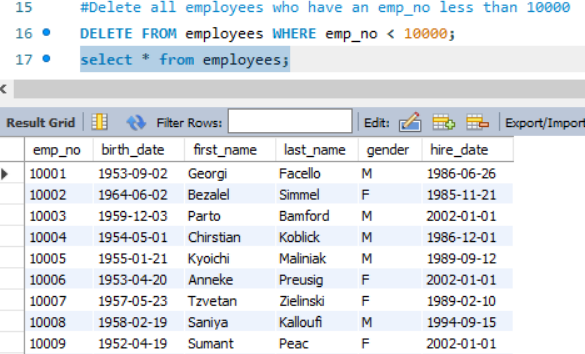 15 #Delete all employees who have an emp_no less than 10000
16 DELETE FROM employees WHERE emp_no < 10000;
17 select * from employees;
Result Grid Filter Rows: Edit: Export/Import
emp_no birth_date first_name last_name gender hire_date
10001 1953-09-02 Georgi Facello M 1986-06-26
10002 1964-06-02 Bezalel Simmel F 1985-11-21
10003 1959-12-03 Parto Bamford M 2002-01-01
10004 1954-05-01 Chirstian Koblick M 1986-12-01
10005 1955-01-21 Kyoichi Maliniak M 1989-09-12
10006 1953-04-20 Anneke Preusig F 2002-01-01
10007 1957-05-23 Tzvetan Zielinski F 1989-02-10
10008 1958-02-19 Saniya Kalloufi M 1994-09-15
10009 1952-04-19 Sumant Peac F 2002-01-01